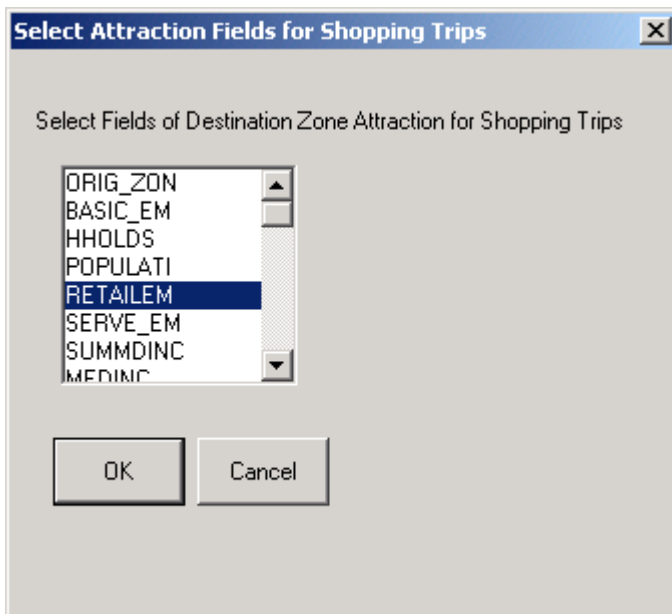 Select Attraction Fields for Shopping Trips
Select Fields of Destination Zone Attraction for Shopping Trips
ORIG_ZON
BASIC_EM
HHOLDS
POPULATI
RETAILEM
SERVE_EM
SUMMDINC
MEDINC
OK Cancel